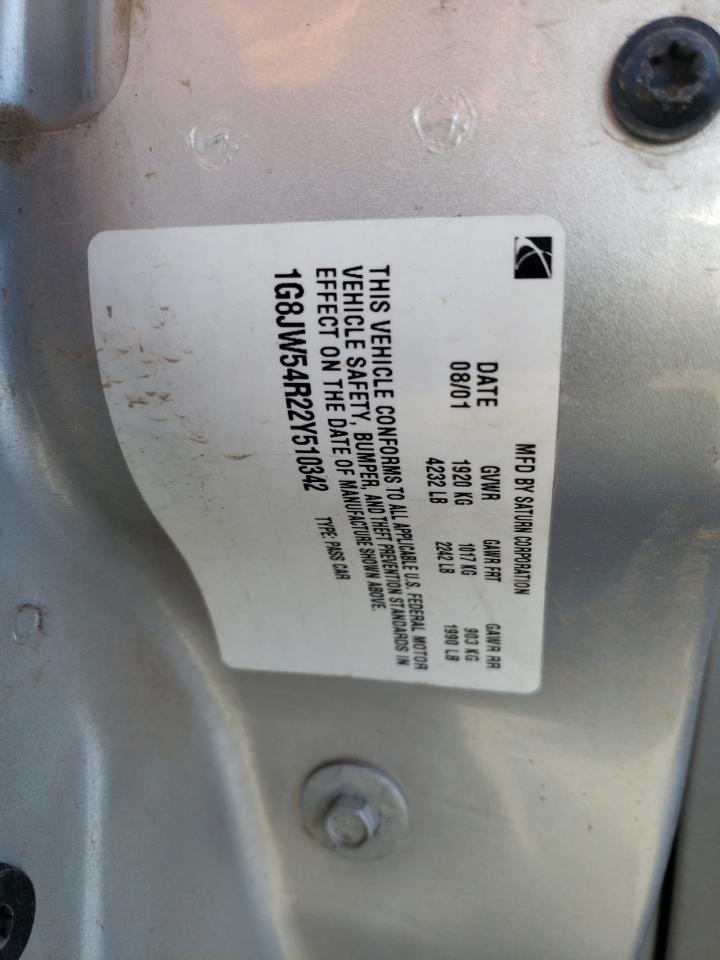 MFD BY SATURN CORPORATION
DATE GVWR GAWR FRT GAWR RR
08/01 1920 KG 1017 KG 903 KG
4232 LB 2242 LB 1990 LB
THIS VEHICLE CONFORMS TO ALL APPLICABLE U.S. FEDERAL MOTOR
VEHICLE SAFETY, BUMPER, AND THEFT PREVENTION STANDARDS IN
EFFECT ON THE DATE OF MANUFACTURE SHOWN ABOVE.
1G8JW54R22Y510342 TYPE: PASS CAR